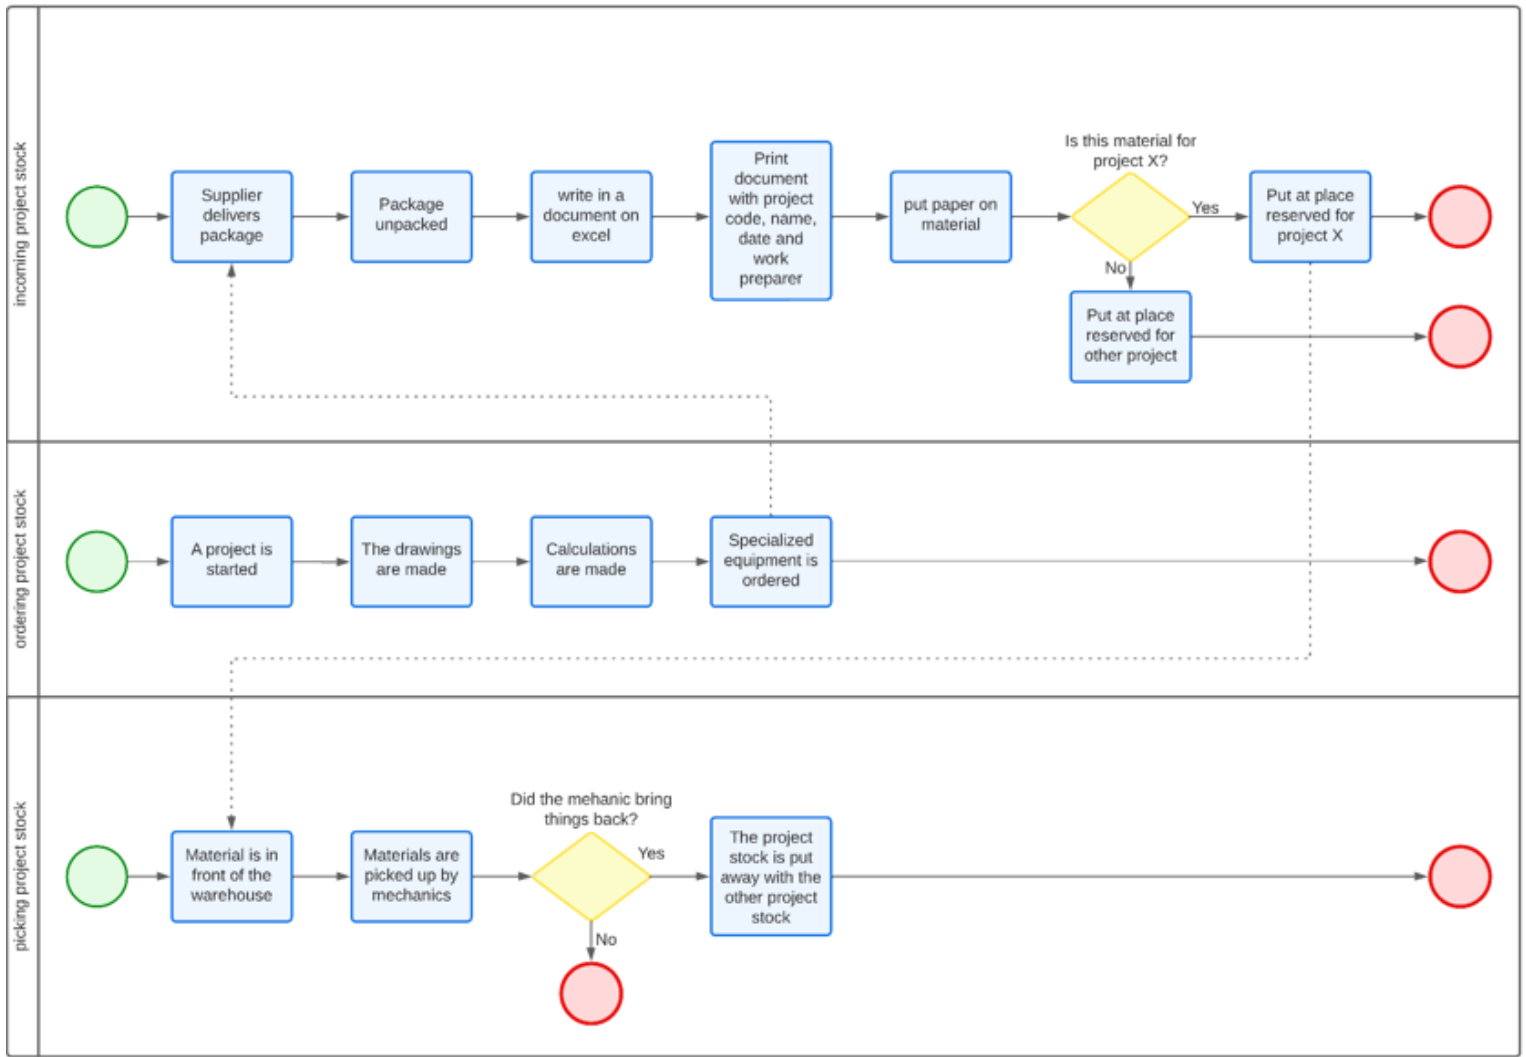 incoming project stock
Supplier
delivers
package
Package
unpacked
write in a
document on
excel
Print
document
with project
code, name,
date and
work
preparer
put paper on
material
Is this material for
project X?
Yes
No
Put at place
reserved for
project X
Put at place
reserved for
other project
ordering project stock
A project is
started
The drawings
are made
Calculations
are made
Specialized
equipment is
ordered
picking project stock
Material is in
front of the
warehouse
Materials are
picked up by
mechanics
Did the mehanic bring
things back?
Yes
No
The project
stock is put
away with the
other project
stock